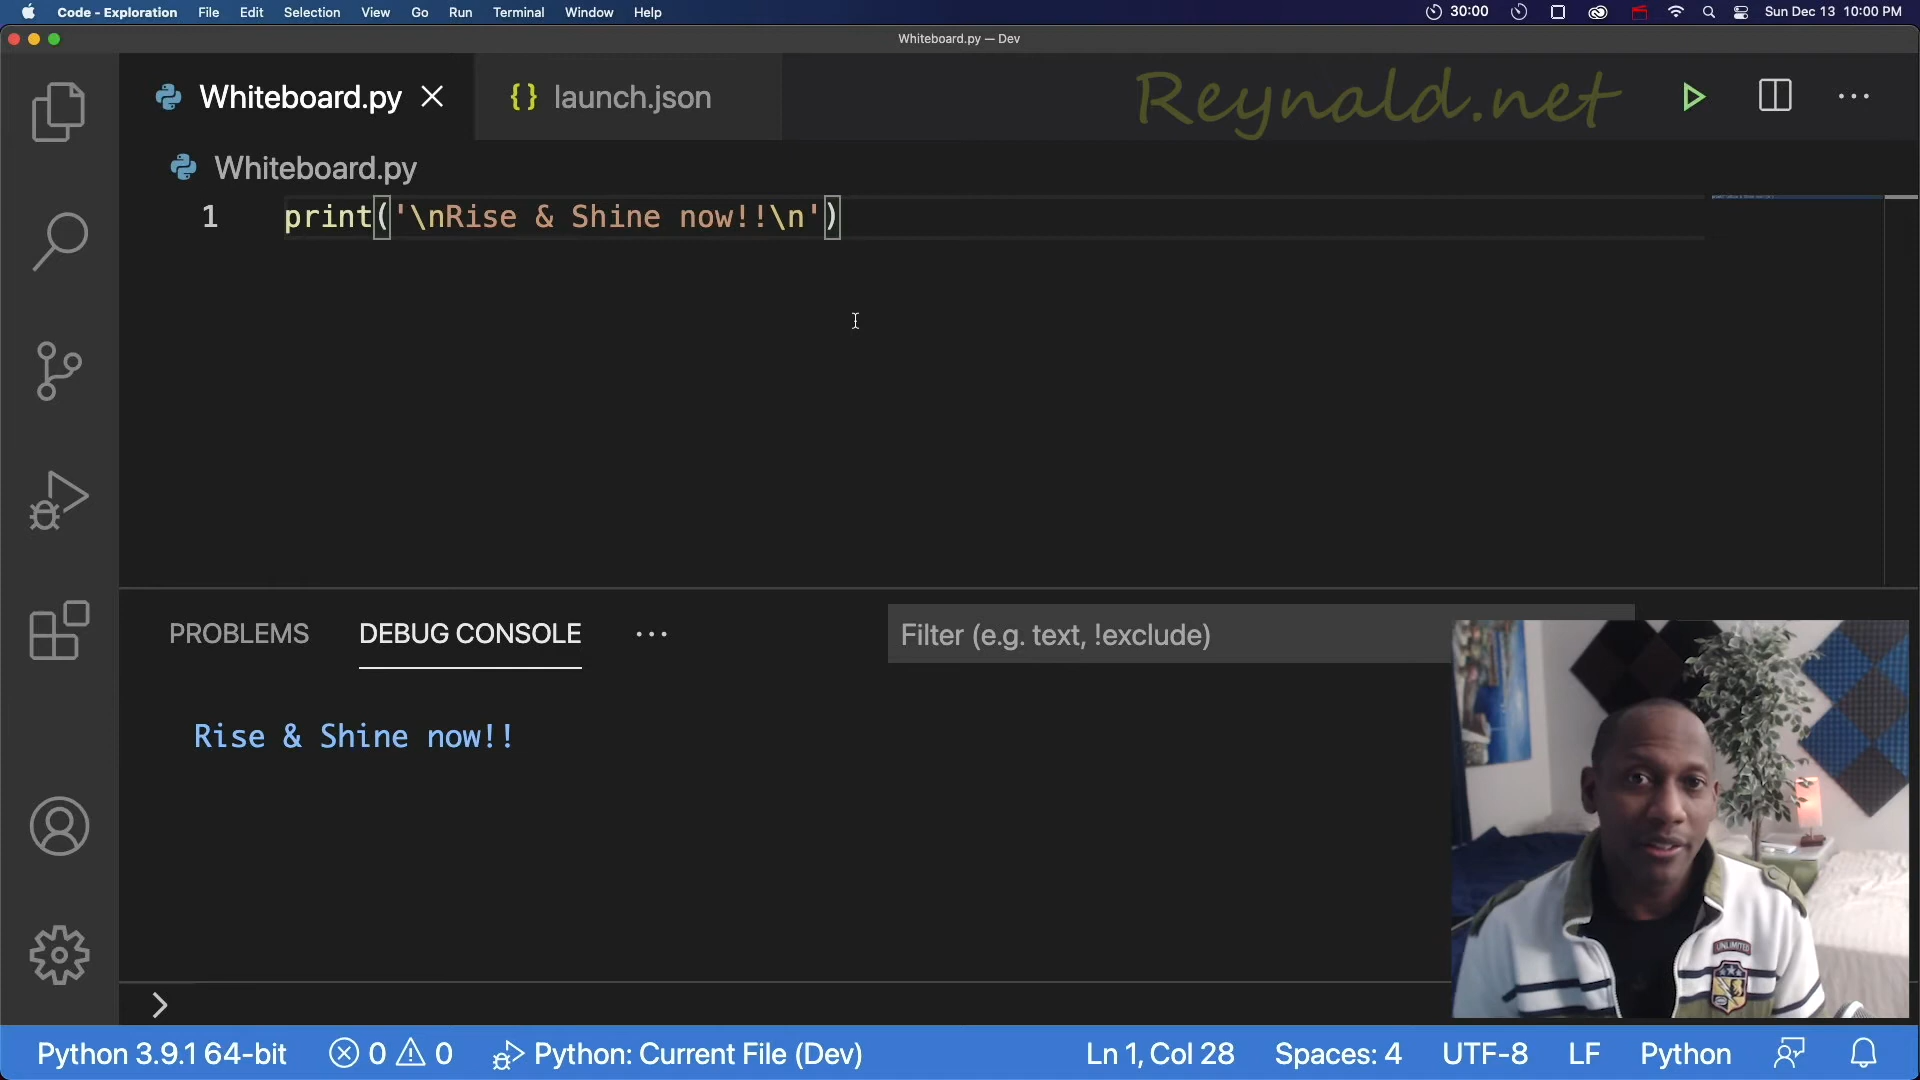 Code - Exploration File Edit Selection View Go Run Terminal Window Help 30:00 Sun Dec 13 10:00 PM
Whiteboard.py — Dev
Whiteboard.py launch.json Reynald.net
Whiteboard.py
1 print('\nRise & Shine now!!\n')
PROBLEMS DEBUG CONSOLE Filter (e.g. text, !exclude)
Rise & Shine now!!
UNLIMITED
Python 3.9.1 64-bit 0 0 Python: Current File (Dev) Ln 1, Col 28 Spaces: 4 UTF-8 LF Python